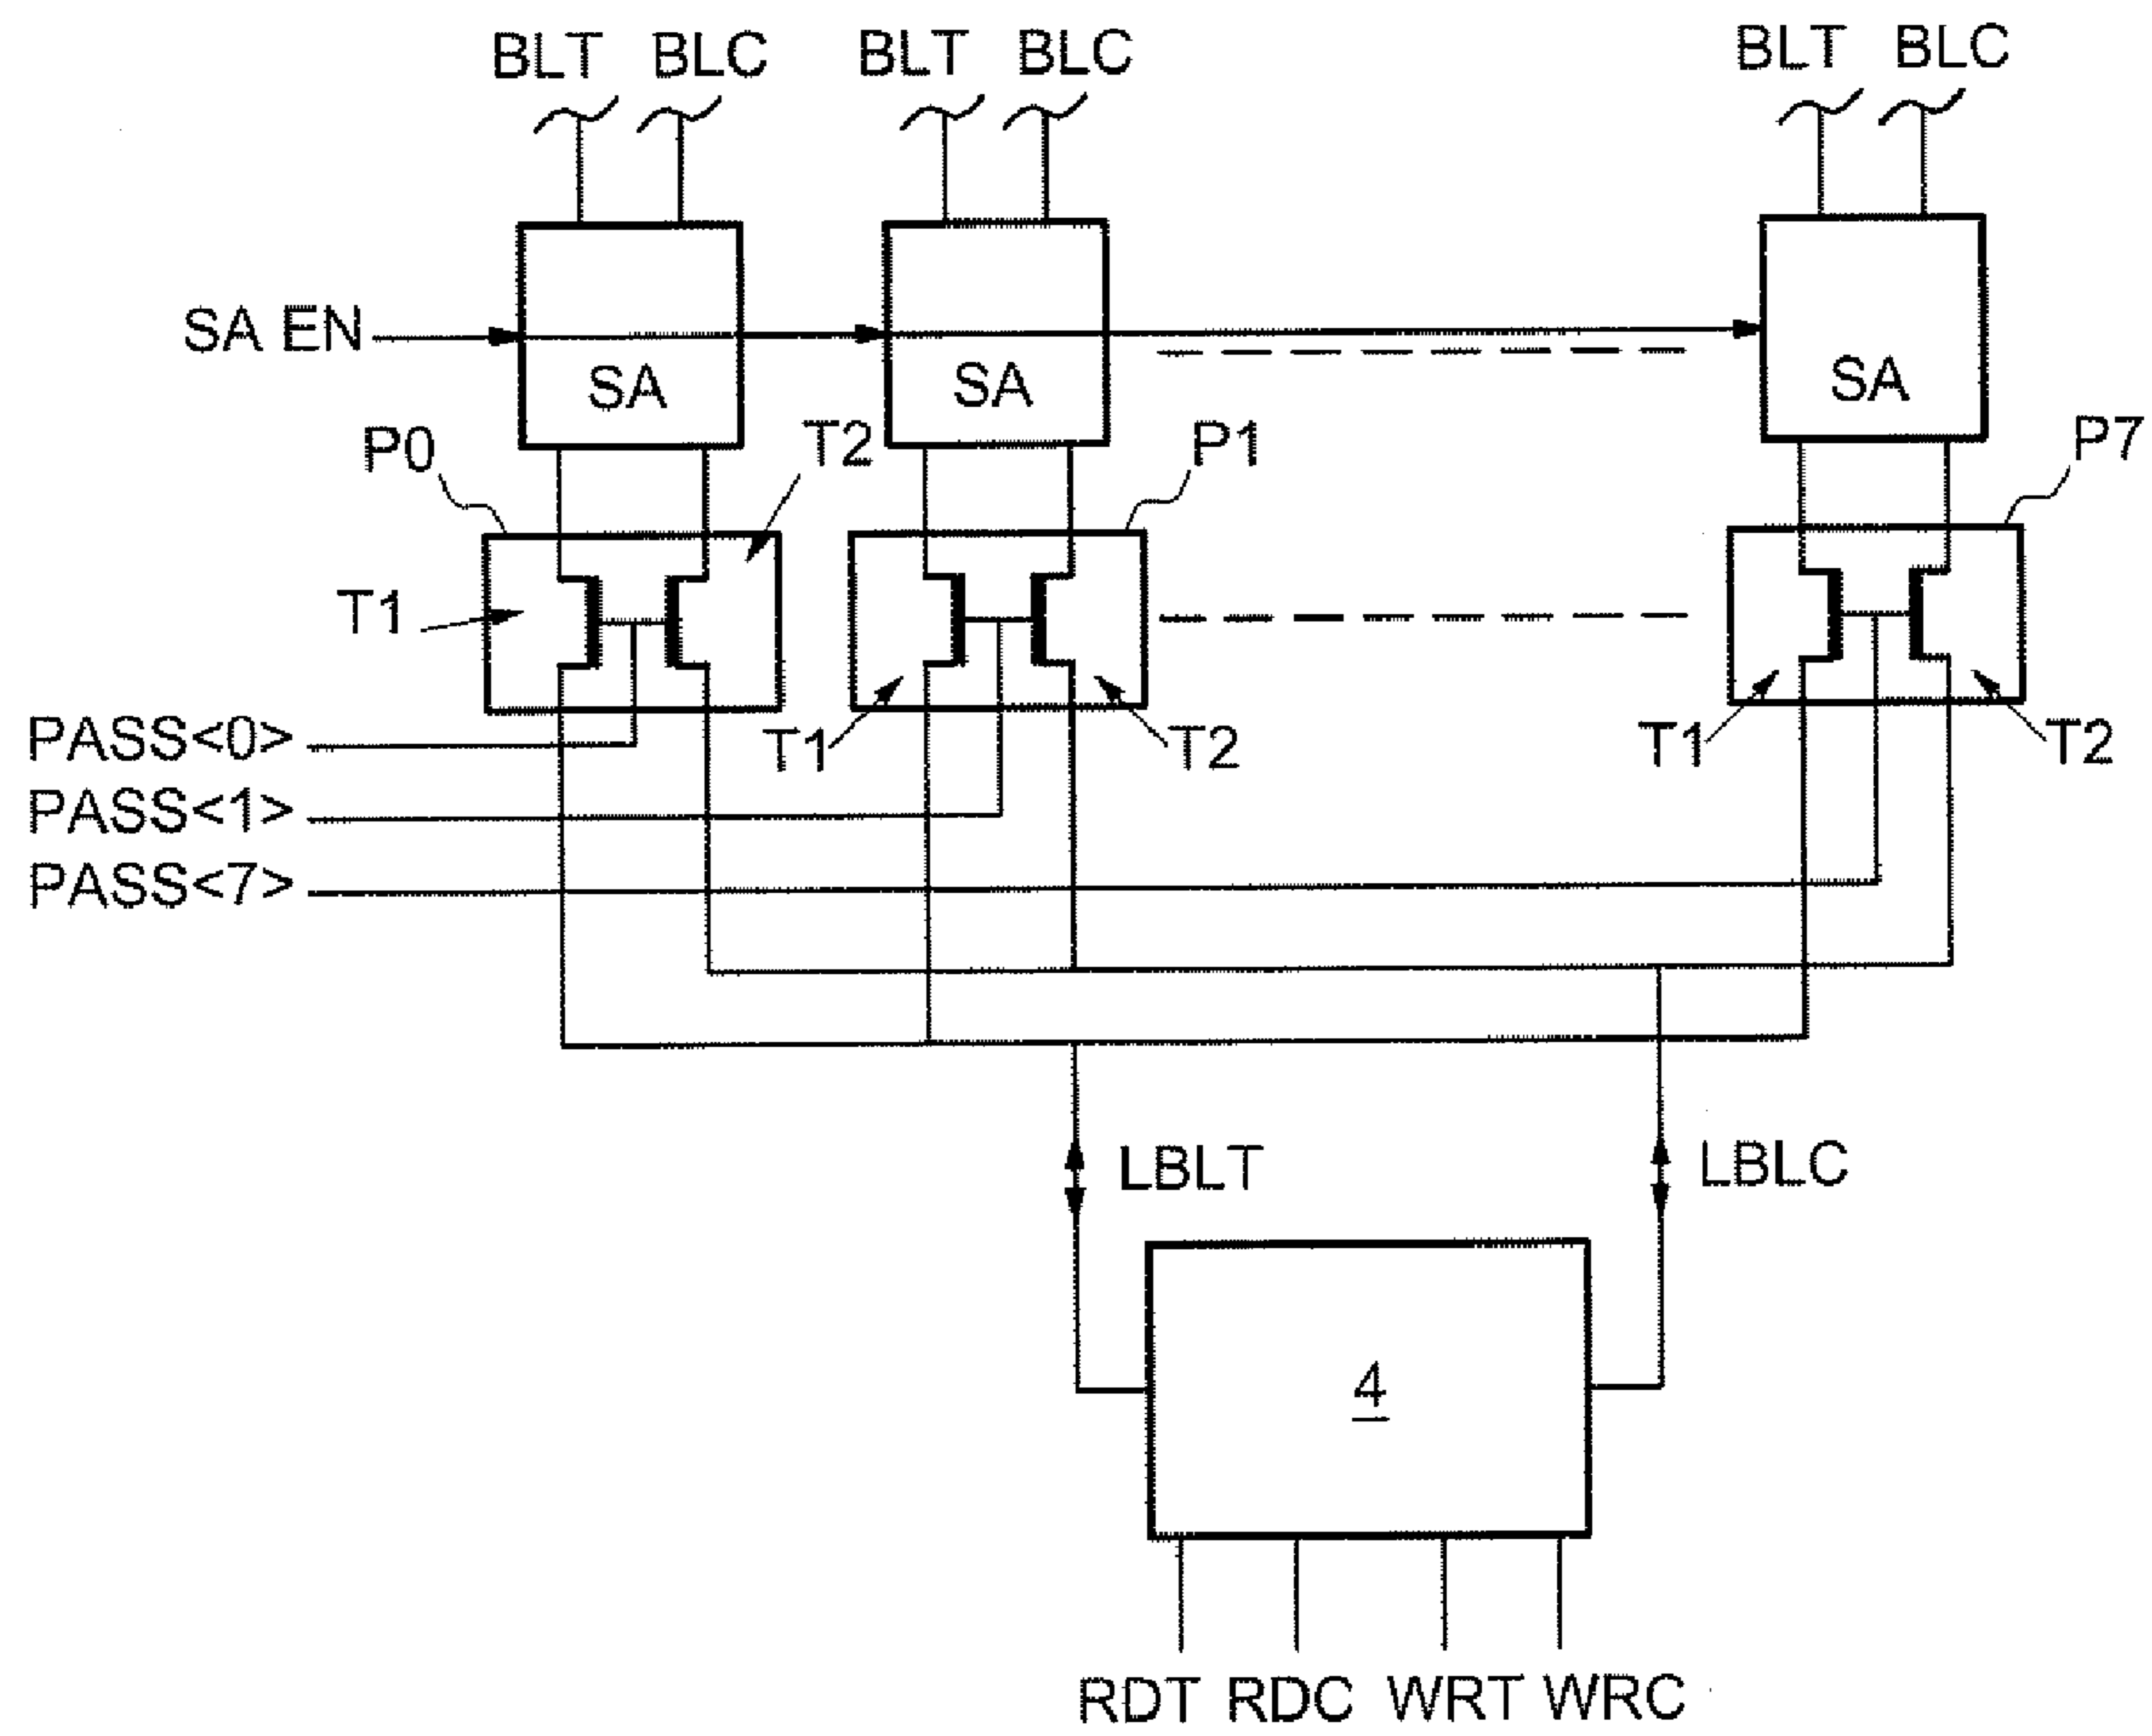 BLT BLC BLT BLC BLT BLC
SA EN
SA SA SA
P0 T2 P1 P7
T1
T1 T2 T1 T2
PASS<0>
PASS<1>
PASS<7>
LBLT LBLC
4
RDT RDC WRT WRC